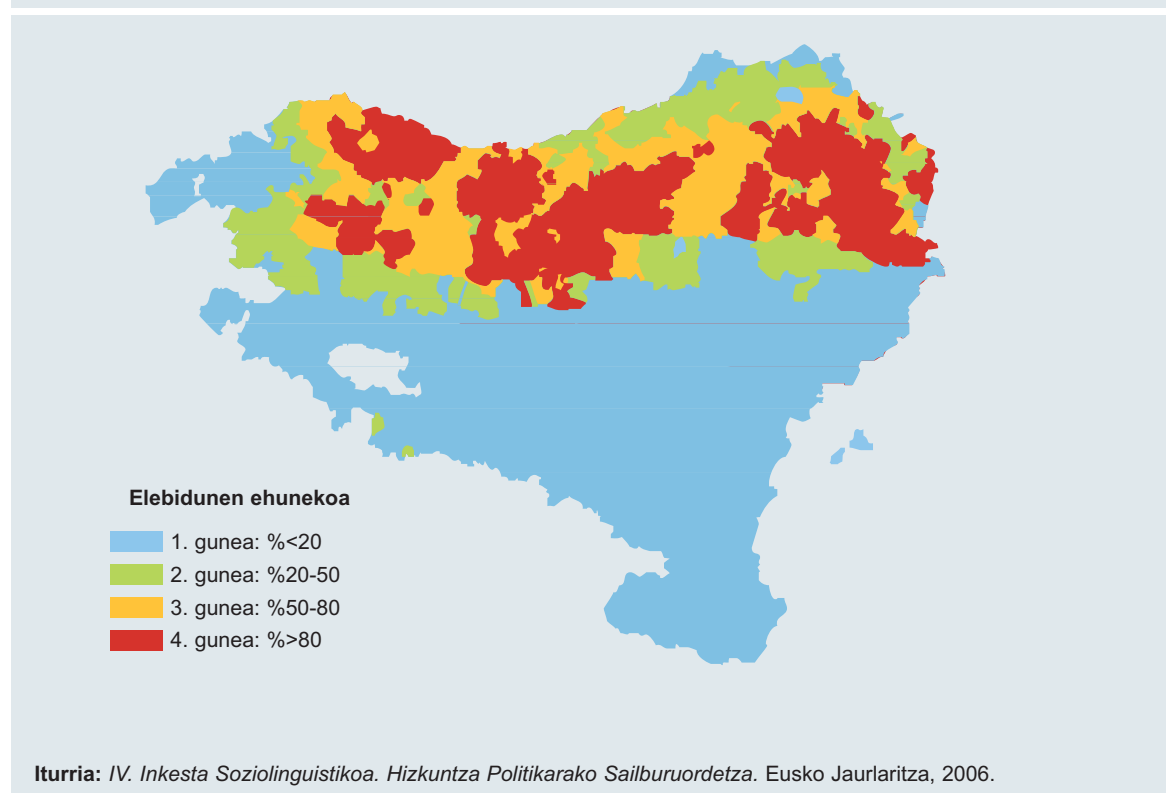 Elebidunen ehunekoa
1. gunea: %<20
2. gunea: %20-50
3. gunea: %50-80
4. gunea: %>80
Iturria: IV. Inkesta Soziolinguistikoa. Hizkuntza Politikarako Sailburuordetza. Eusko Jaurlaritza, 2006.